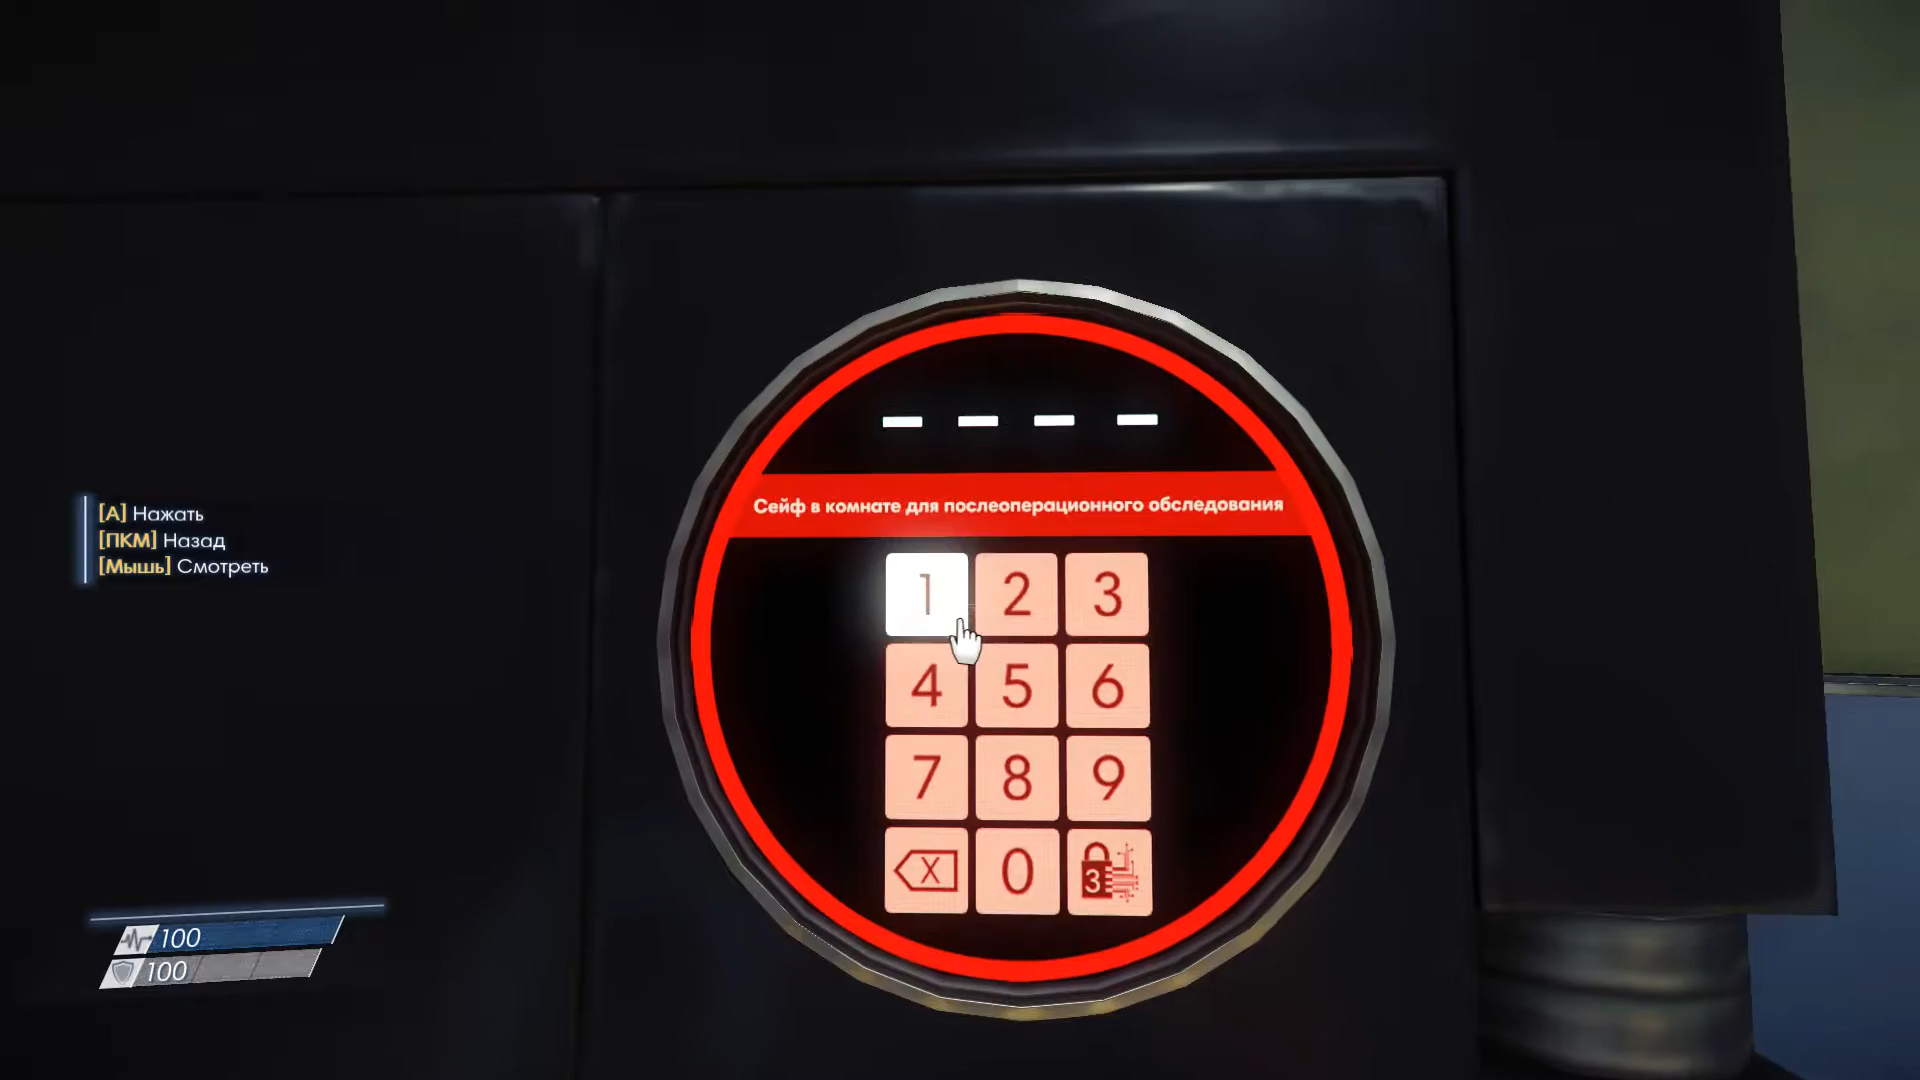 Сейф в комнате для послеоперационного обследования
[А] Нажать
[ПКМ] Назад
[Мышь] Смотреть
1 2 3
4 5 6
7 8 9
X 0 3
100
100